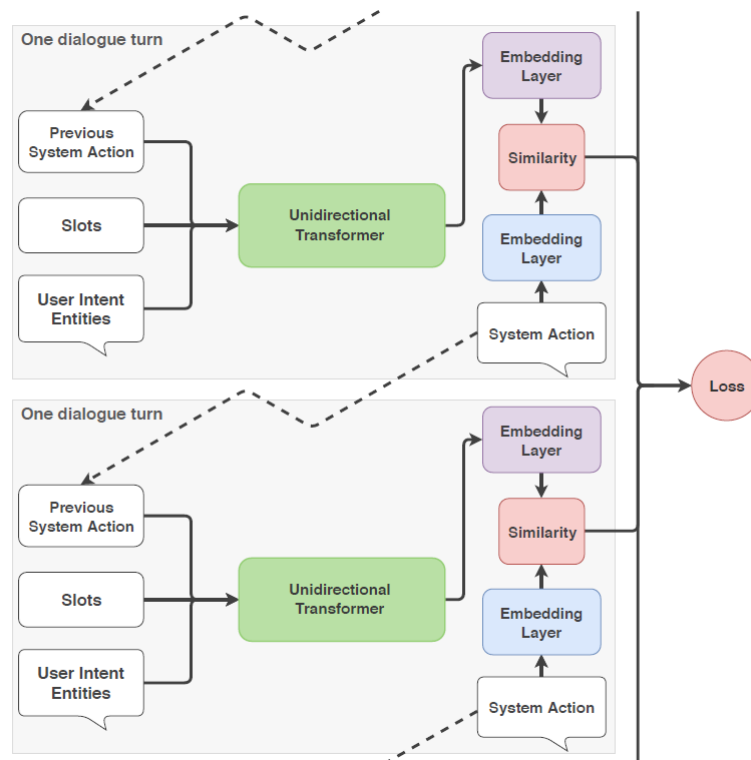 One dialogue turn
Embedding
Layer
Previous
System Action
Similarity
Slots
Unidirectional
Transformer
Embedding
Layer
User Intent
Entities
System Action
Loss
One dialogue turn
Embedding
Layer
Previous
System Action
Similarity
Slots
Unidirectional
Transformer
Embedding
Layer
User Intent
Entities
System Action